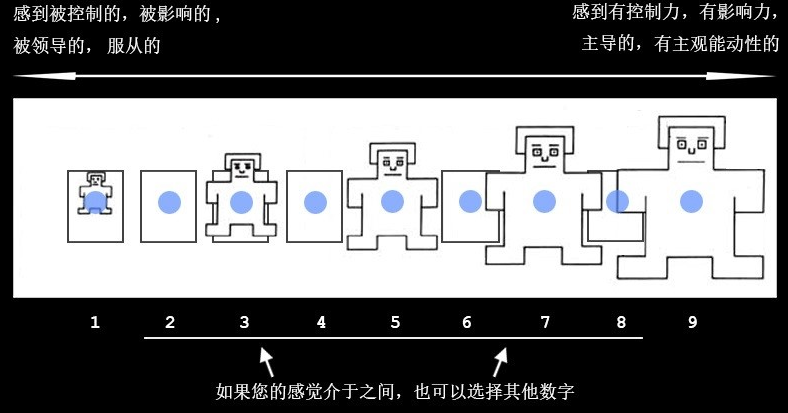 感到被控制的，被影响的，
被领导的，服从的
感到有控制力，有影响力，
主导的，有主观能动性的
1 2 3 4 5 6 7 8 9
如果您的感觉介于之间，也可以选择其他数字